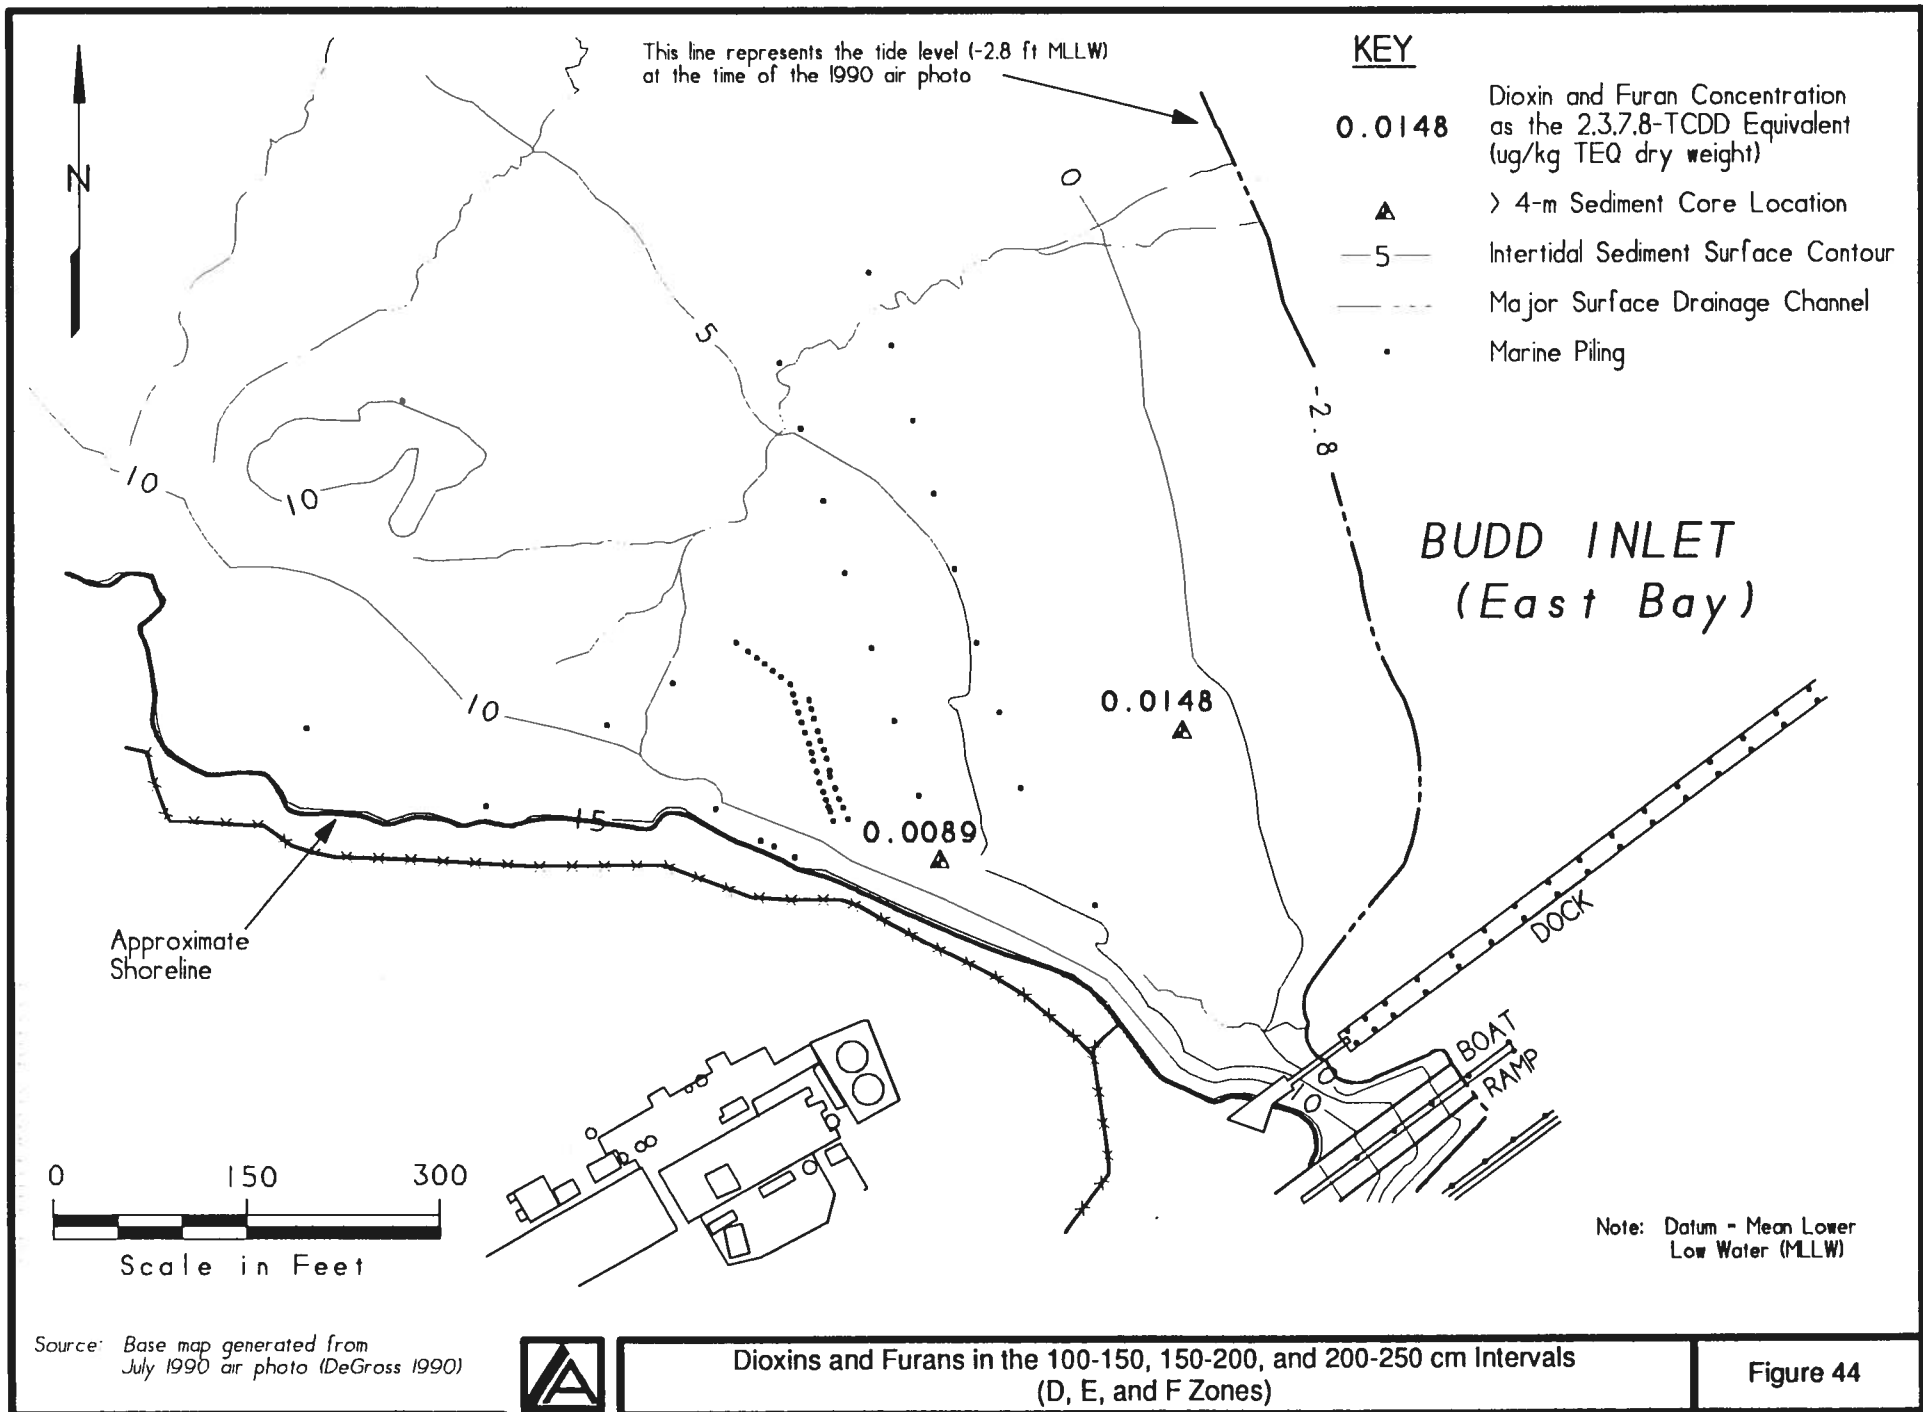 This line represents the tide level (-2.8 ft MLLW)
at the time of the 1990 air photo
KEY
0.0148
Dioxin and Furan Concentration
as the 2,3,7,8-TCDD Equivalent
(ug/kg TEQ dry weight)
> 4-m Sediment Core Location
5
Intertidal Sediment Surface Contour
Major Surface Drainage Channel
Marine Piling
N
0
5
-2.8
10
10
10
15
BUDD INLET
(East Bay)
0.0148
0.0089
Approximate
Shoreline
DOCK
BOAT
RAMP
0
0
0 150 300
Scale in Feet
Note: Datum - Mean Lower
Low Water (MLLW)
Source: Base map generated from
July 1990 air photo (DeGross 1990)
Dioxins and Furans in the 100-150, 150-200, and 200-250 cm Intervals
(D, E, and F Zones)
Figure 44